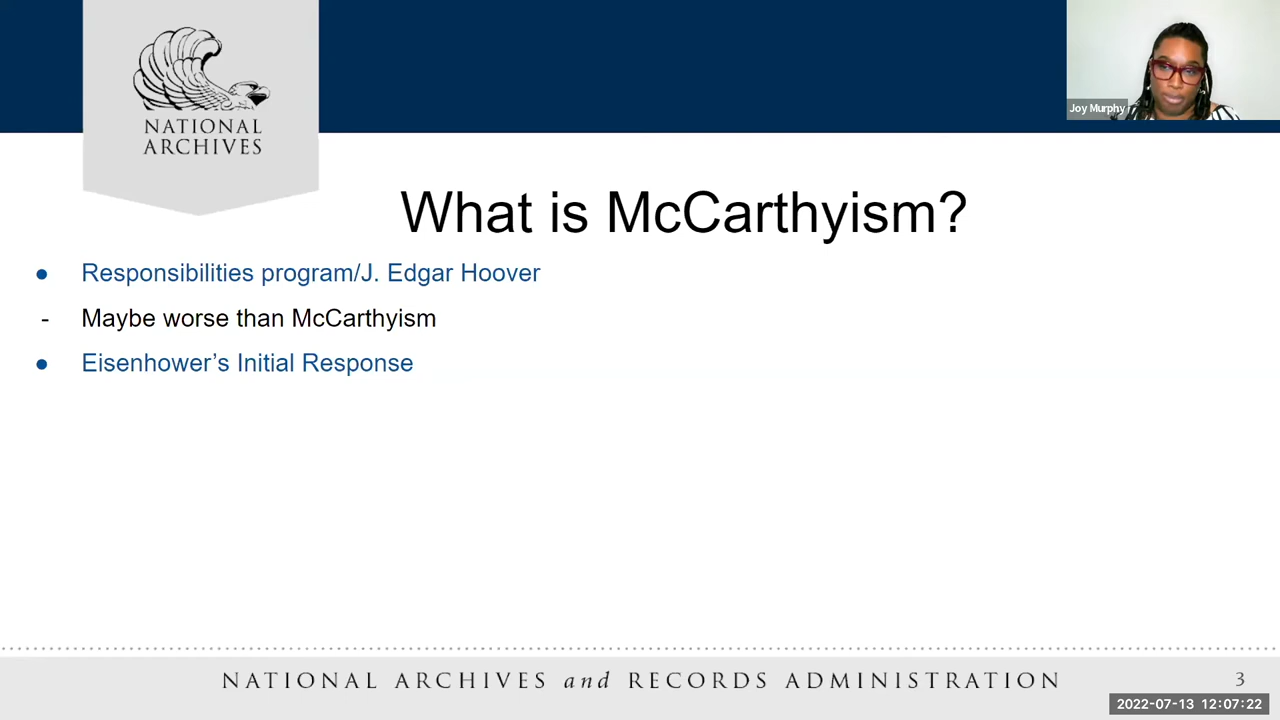 NATIONAL
ARCHIVES
Joy Murphy
What is McCarthyism?
● Responsibilities program/J. Edgar Hoover
- Maybe worse than McCarthyism
● Eisenhower’s Initial Response
NATIONAL ARCHIVES and RECORDS ADMINISTRATION
3
2022-07-13 12:07:22